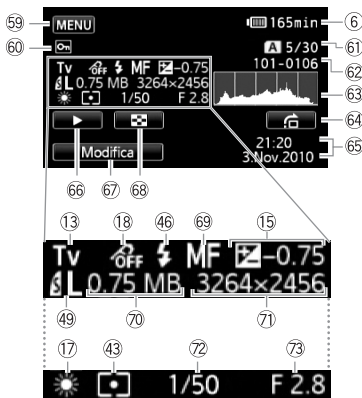 59 MENU 165min 6
60 A 5/30 61
101-0106 62
Tv OFF -0.75
L 0.75 MB 3264×2456
1/50 F 2.8 63
64
Modifica 21:20
3.Nov.2010 65
66 67 68
13 18 46 69 15
Tv OFF MF -0.75
L 0.75 MB 3264×2456
49 70 71
17 43 72 73
1/50 F 2.8